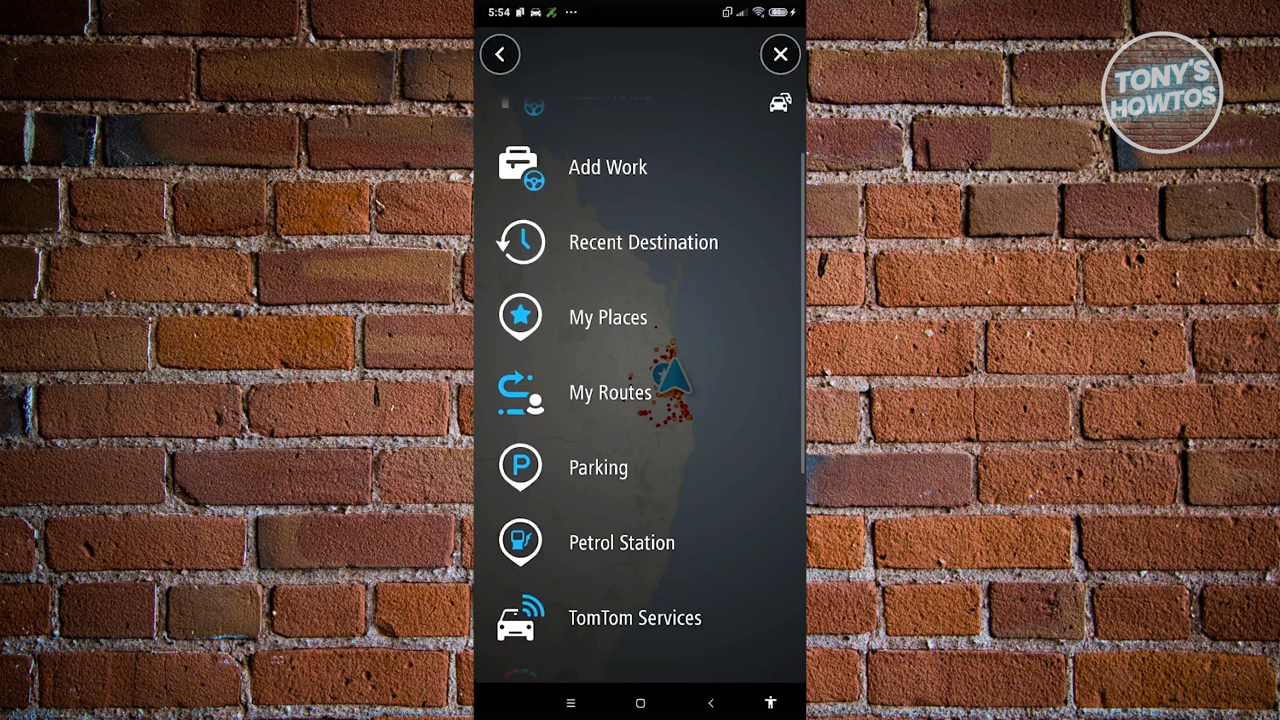 5:54
TONY'S
HOWTOS
Add Work
Recent Destination
My Places
My Routes
P
Parking
Petrol Station
TomTom Services